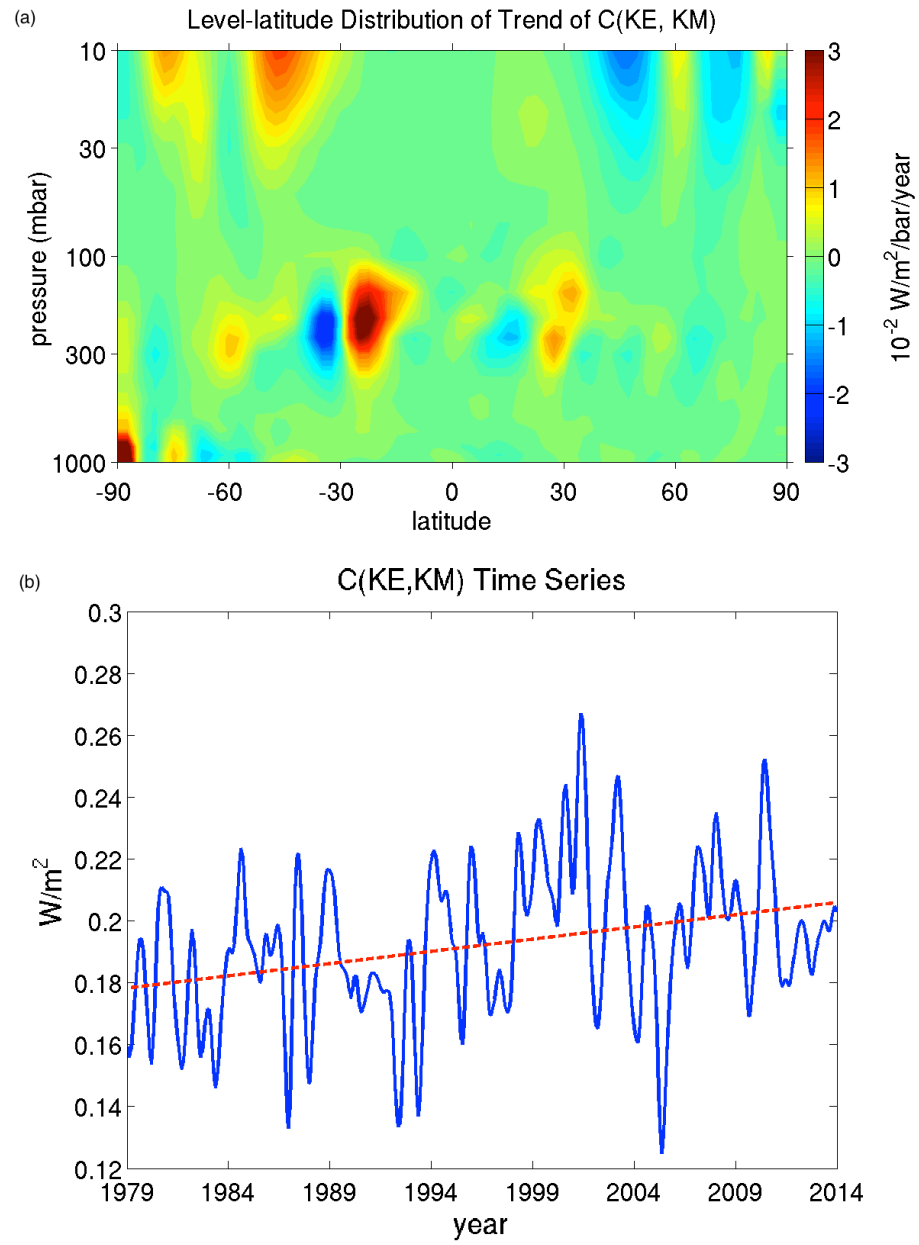 (a)
Level-latitude Distribution of Trend of C(KE, KM)
10
30
100
300
1000
pressure (mbar)
-90 -60 -30 0 30 60 90
latitude
3
2
1
0
-1
-2
-3
10⁻² W/m²/bar/year
(b)
C(KE,KM) Time Series
0.3
0.28
0.26
0.24
0.22
0.2
0.18
0.16
0.14
0.12
W/m²
1979 1984 1989 1994 1999 2004 2009 2014
year